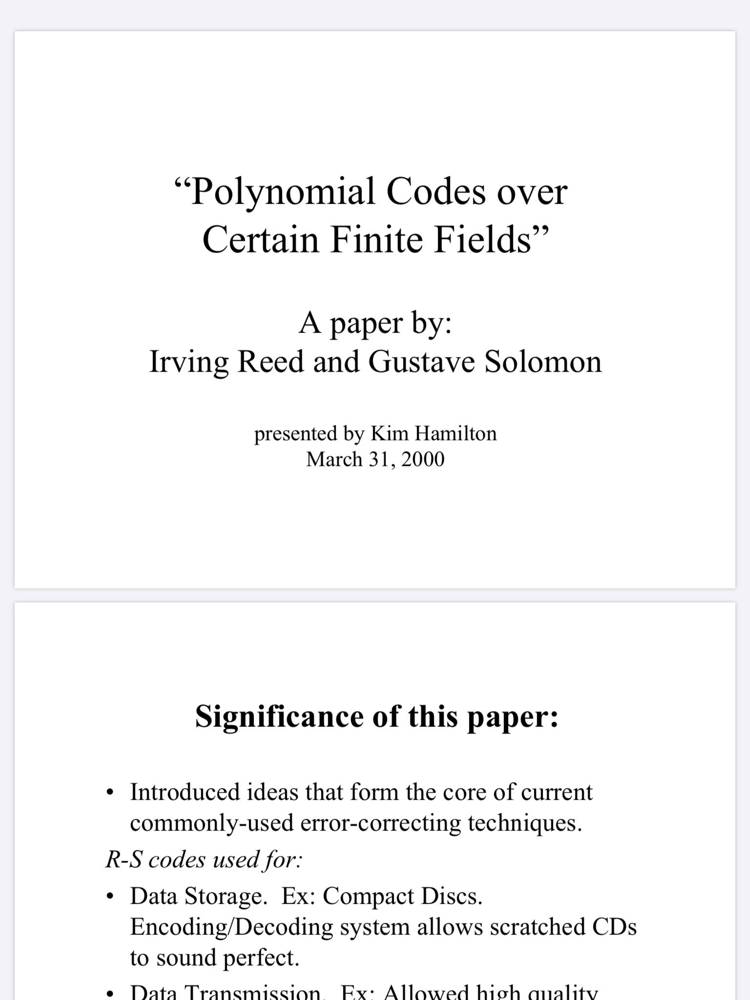 “Polynomial Codes over
Certain Finite Fields”
A paper by:
Irving Reed and Gustave Solomon
presented by Kim Hamilton
March 31, 2000
Significance of this paper:
• Introduced ideas that form the core of current
commonly-used error-correcting techniques.
R-S codes used for:
• Data Storage.  Ex: Compact Discs.
Encoding/Decoding system allows scratched CDs
to sound perfect.
• Data Transmission.  Ex: Allowed high quality